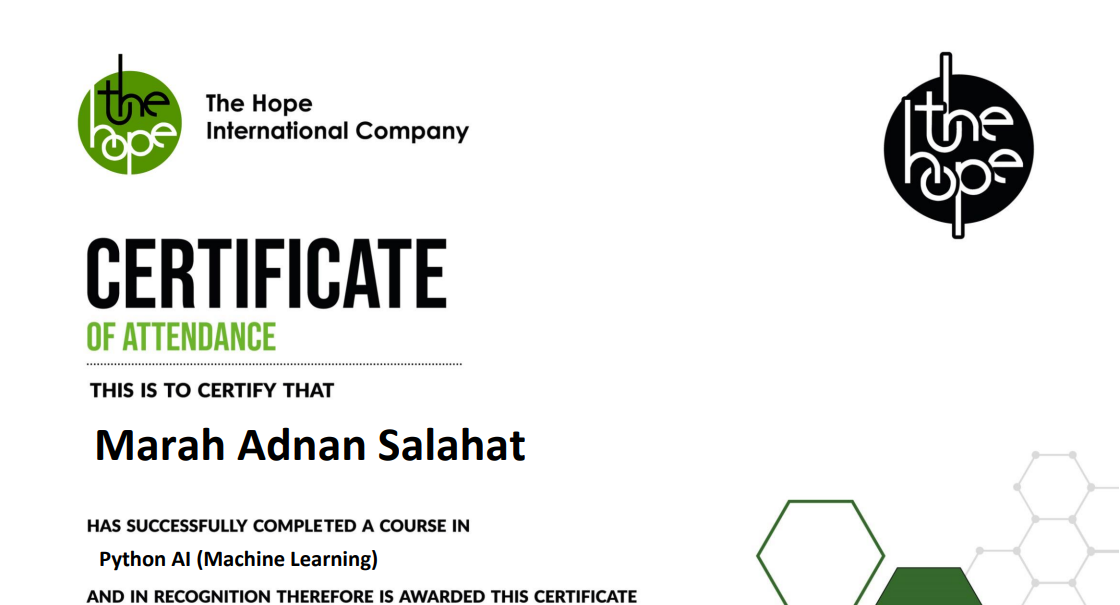 the
hope
The Hope
International Company
the
hope
CERTIFICATE
OF ATTENDANCE
THIS IS TO CERTIFY THAT
Marah Adnan Salahat
HAS SUCCESSFULLY COMPLETED A COURSE IN
Python AI (Machine Learning)
AND IN RECOGNITION THEREFORE IS AWARDED THIS CERTIFICATE